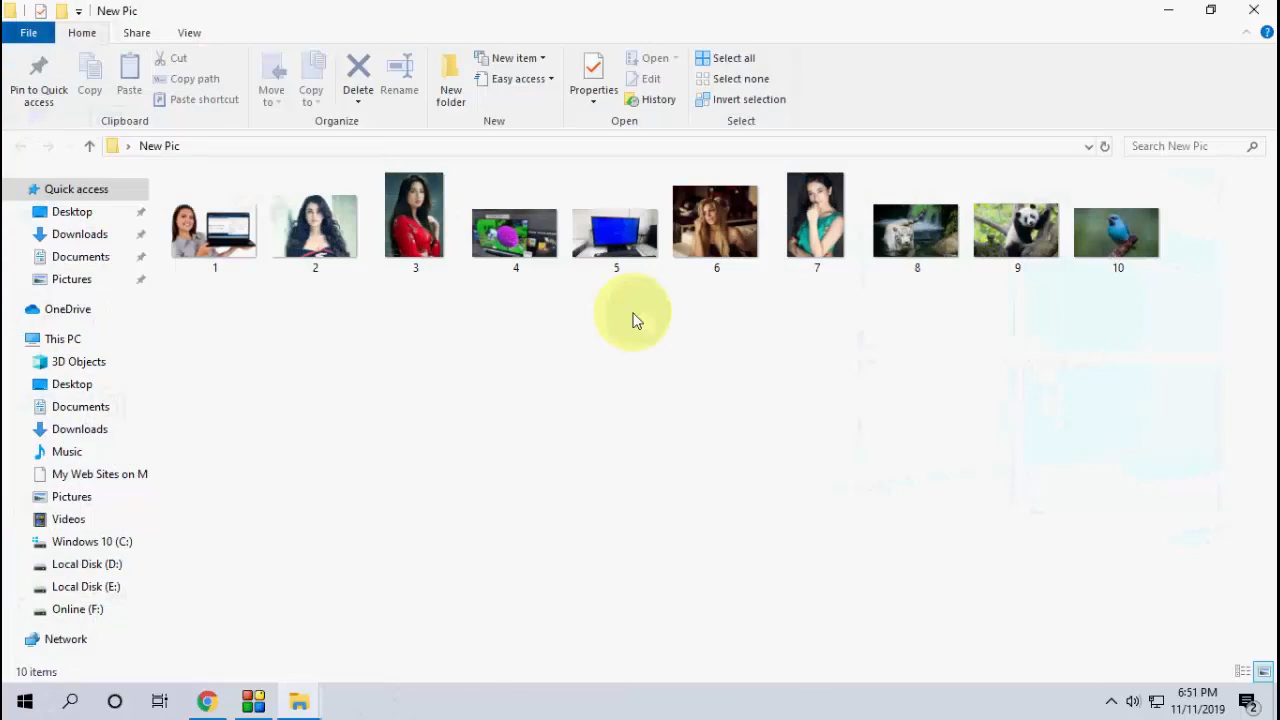 New Pic
File Home Share View
Pin to Quick access
Copy
Paste
Cut
Copy path
Paste shortcut
Clipboard
Move to
Copy to
Delete
Rename
Organize
New folder
New item
Easy access
New
Properties
Open
Edit
History
Open
Select all
Select none
Invert selection
Select
New Pic
Search New Pic
Quick access
Desktop
Downloads
Documents
Pictures
OneDrive
This PC
3D Objects
Desktop
Documents
Downloads
Music
My Web Sites on M
Pictures
Videos
Windows 10 (C:)
Local Disk (D:)
Local Disk (E:)
Online (F:)
Network
1 2 3 4 5 6 7 8 9 10
10 items
6:51 PM
11/11/2019
2